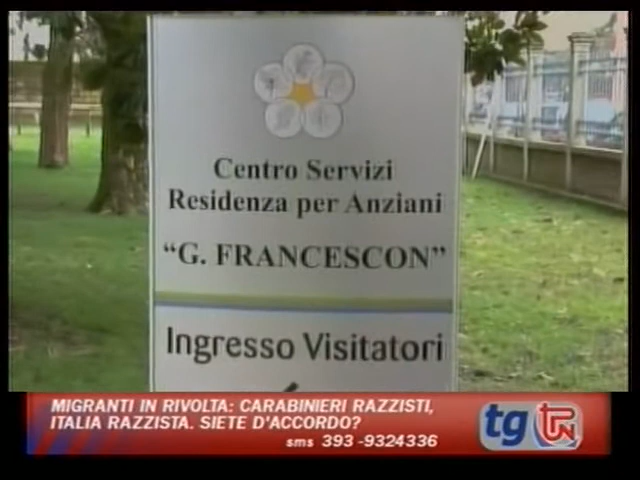 Centro Servizi
Residenza per Anziani
"G. FRANCESCON"
Ingresso Visitatori
MIGRANTI IN RIVOLTA: CARABINIERI RAZZISTI,
ITALIA RAZZISTA. SIETE D'ACCORDO?
sms 393 -9324336
tg TPN